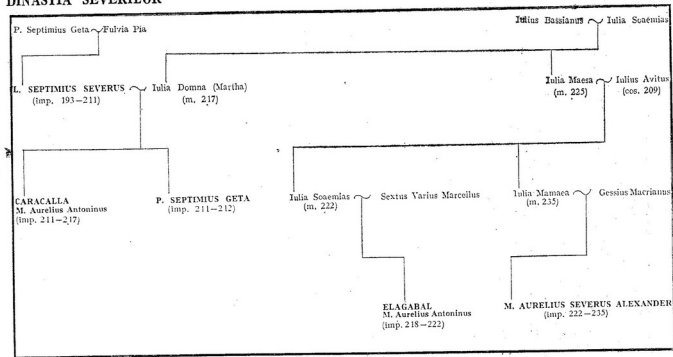 DINASTIA SEVERILOR
P. Septimius Geta Fulvia Pia
Iulius Bassianus Iulia Soaemias
L. SEPTIMIUS SEVERUS Iulia Domna (Martha)
(imp. 193–211) (m. 217)
Iulia Maesa Iulius Avitus
(m. 225) (cos. 209)
CARACALLA
M. Aurelius Antoninus
(imp. 211–217)
P. SEPTIMIUS GETA
(imp. 211–212)
Iulia Soaemias Sextus Varius Marcellus
(m. 222)
Iulia Mamaea Gessius Macrianus
(m. 235)
ELAGABAL
M. Aurelius Antoninus
(imp. 218–222)
M. AURELIUS SEVERUS ALEXANDER
(imp. 222–235)